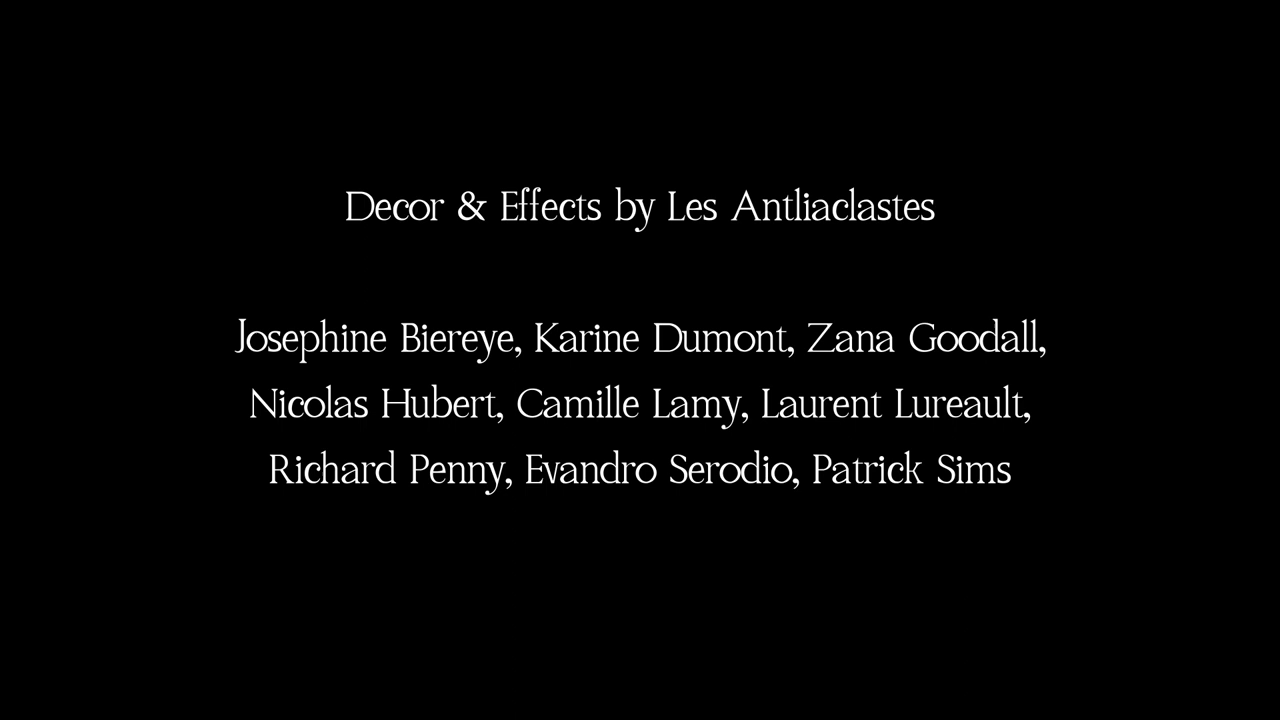 Decor & Effects by Les Antliaclastes
Josephine Biereye, Karine Dumont, Zana Goodall,
Nicolas Hubert, Camille Lamy, Laurent Lureault,
Richard Penny, Evandro Serodio, Patrick Sims